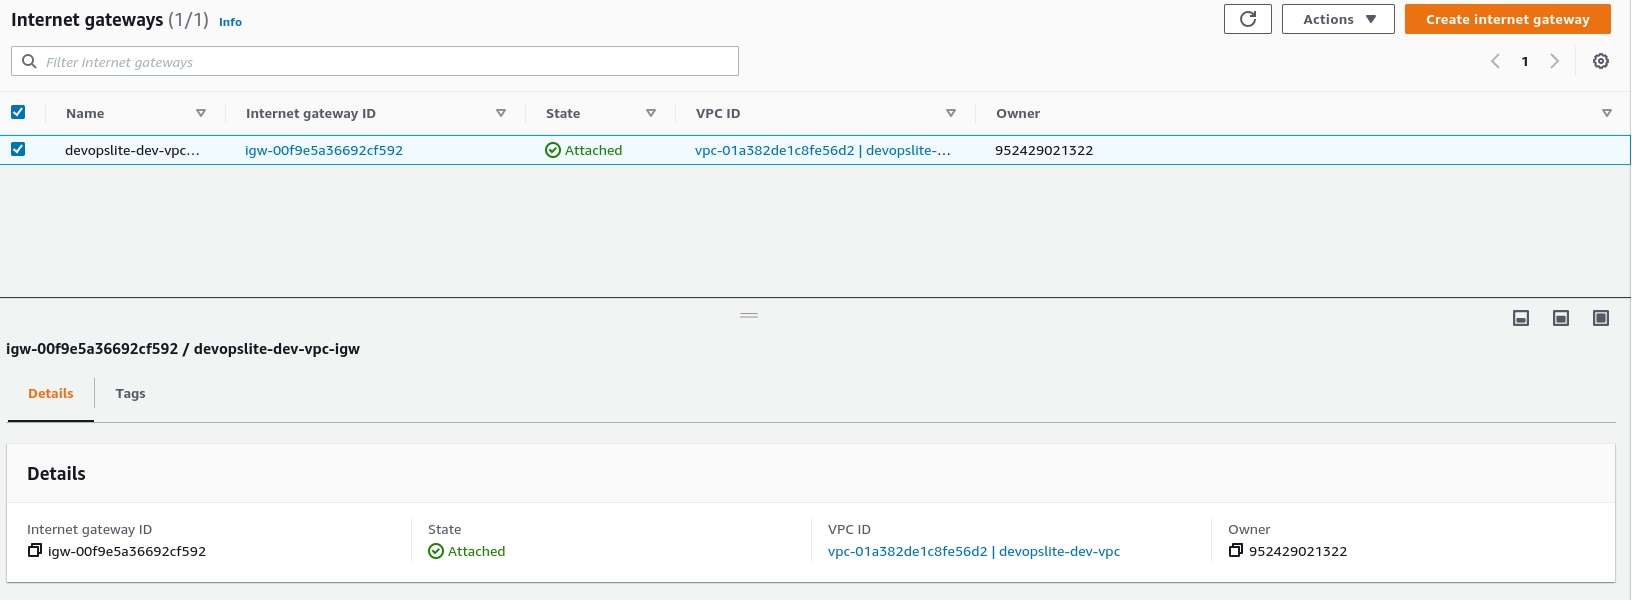 Internet gateways (1/1) Info
Actions
Create internet gateway
Filter internet gateways
1
Name Internet gateway ID State VPC ID Owner
devopslite-dev-vpc... igw-00f9e5a36692cf592 Attached vpc-01a382de1c8fe56d2 | devopslite-... 952429021322
igw-00f9e5a36692cf592 / devopslite-dev-vpc-igw
Details Tags
Details
Internet gateway ID State VPC ID Owner
igw-00f9e5a36692cf592 Attached vpc-01a382de1c8fe56d2 | devopslite-dev-vpc 952429021322